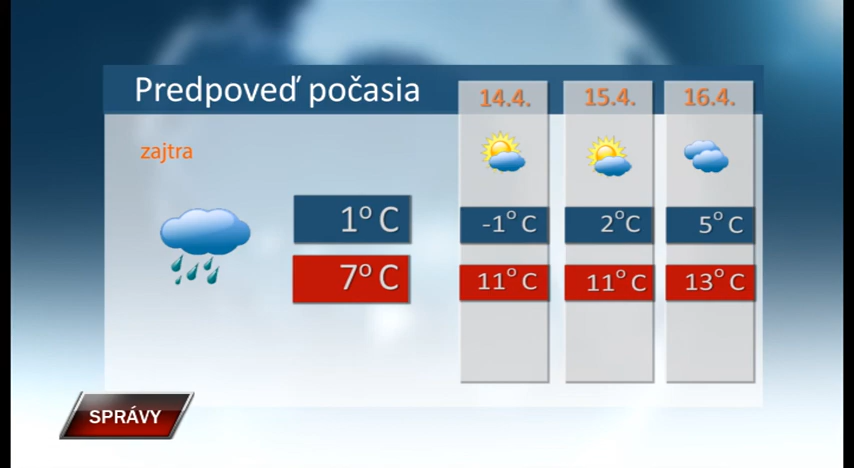 Predpoveď počasia
zajtra
1° C
7° C
14.4.
-1° C
11° C
15.4.
2°C
11° C
16.4.
5° C
13° C
SPRÁVY